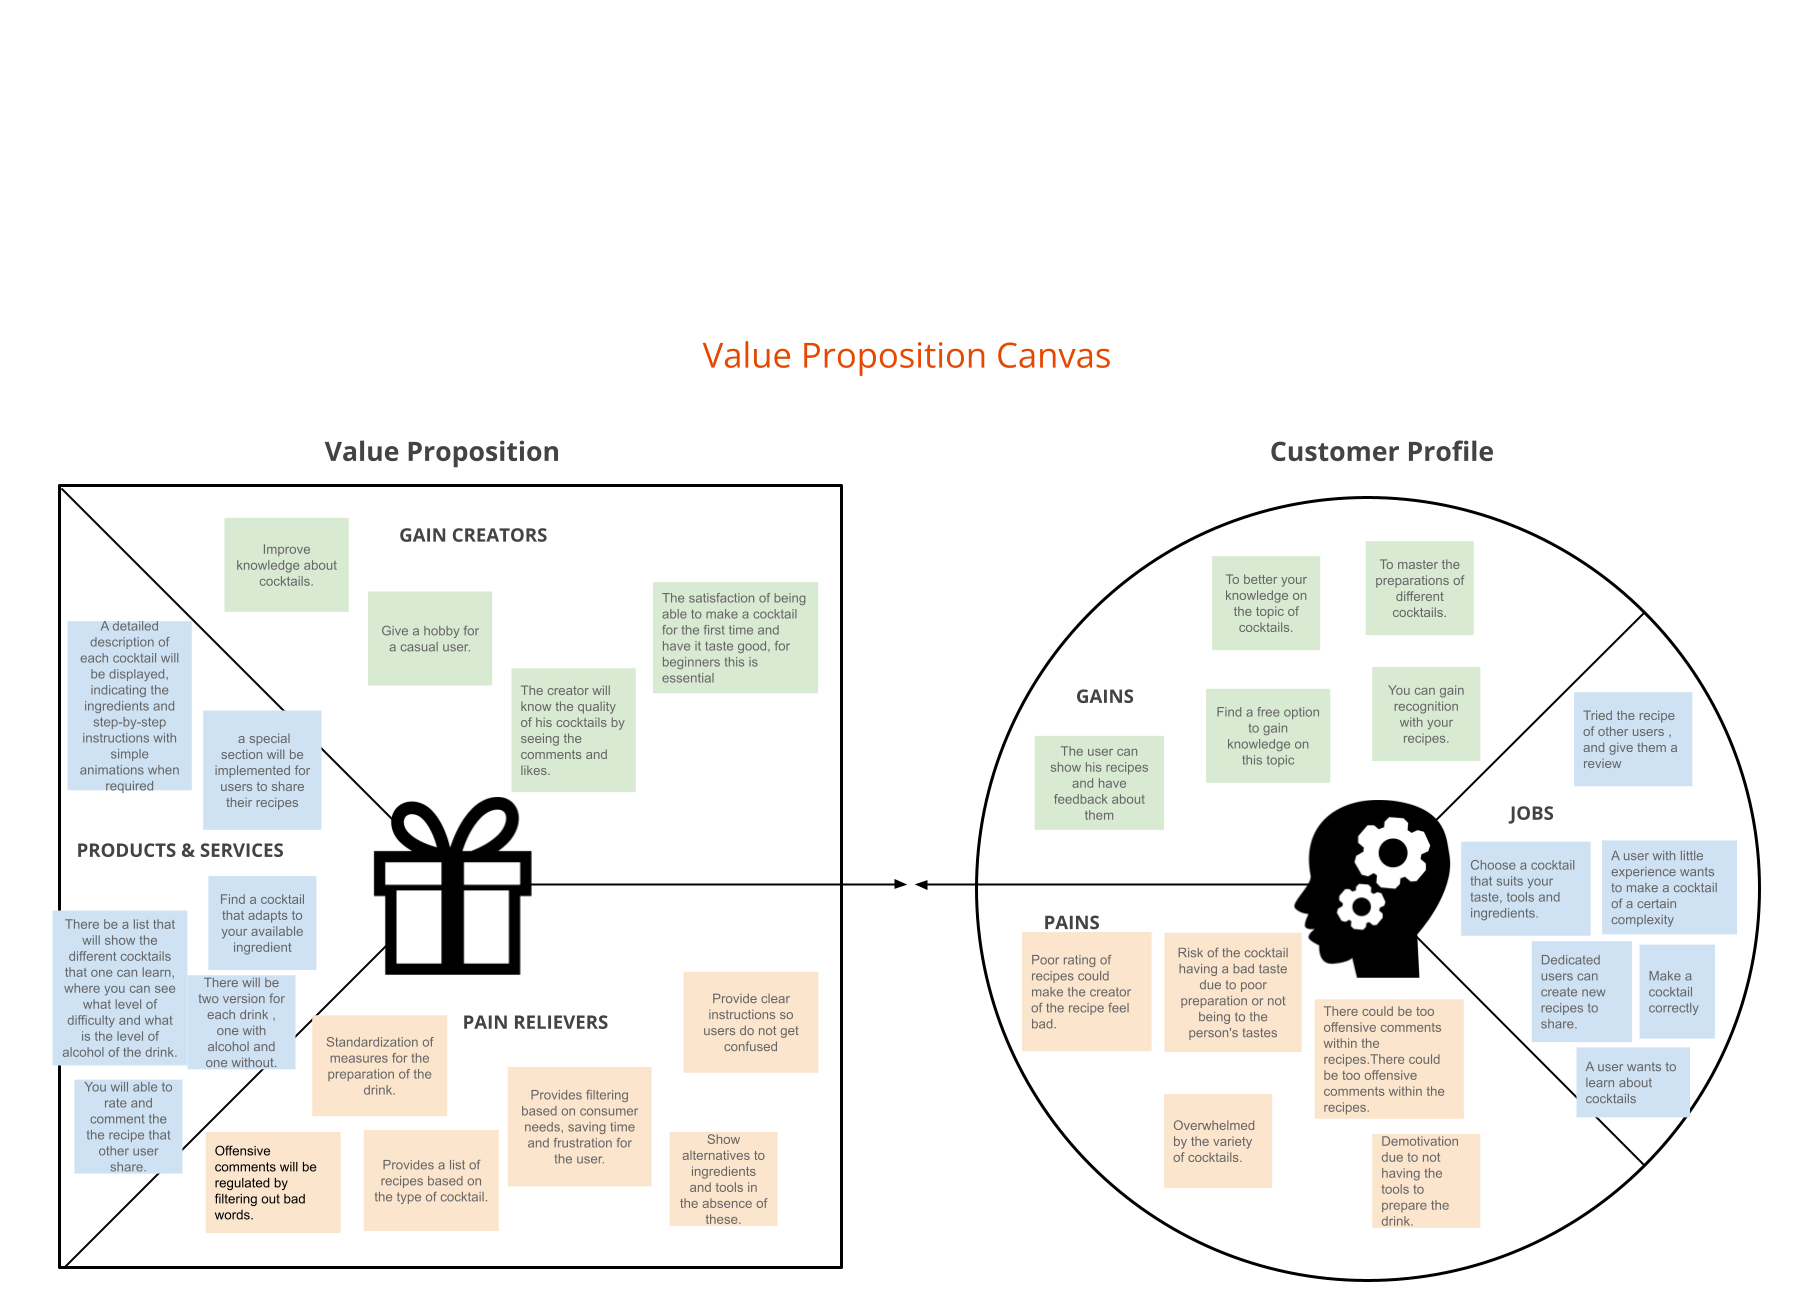 Value Proposition Canvas
Value Proposition
GAIN CREATORS
Improve
knowledge about
cocktails.
Give a hobby for
a casual user.
The creator will
know the quality
of his cocktails by
seeing the
comments and
likes.
The satisfaction of being
able to make a cocktail
for the first time and
have it taste good, for
beginners this is
essential
A detailed
description of
each cocktail will
be displayed,
indicating the
ingredients and
step-by-step
instructions with
simple
animations when
required
a special
section will be
implemented for
users to share
their recipes
PRODUCTS & SERVICES
Find a cocktail
that adapts to
your available
ingredient
There be a list that
will show the
different cocktails
that one can learn,
where you can see
what level of
difficulty and what
is the level of
alcohol of the drink.
There will be
two version for
each drink ,
one with
alcohol and
one without.
You will able to
rate and
comment the
the recipe that
other user
share.
PAIN RELIEVERS
Standardization of
measures for the
preparation of the
drink.
Offensive
comments will be
regulated by
filtering out bad
words.
Provides a list of
recipes based on
the type of cocktail.
Provides filtering
based on consumer
needs, saving time
and frustration for
the user.
Provide clear
instructions so
users do not get
confused
Show
alternatives to
ingredients
and tools in
the absence of
these.
Customer Profile
GAINS
To better your
knowledge on
the topic of
cocktails.
To master the
preparations of
different
cocktails.
Find a free option
to gain
knowledge on
this topic
You can gain
recognition
with your
recipes.
The user can
show his recipes
and have
feedback about
them
JOBS
Tried the recipe
of other users ,
and give them a
review
Choose a cocktail
that suits your
taste, tools and
ingredients.
A user with little
experience wants
to make a cocktail
of a certain
complexity
Dedicated
users can
create new
recipes to
share.
Make a
cocktail
correctly
A user wants to
learn about
cocktails
PAINS
Poor rating of
recipes could
make the creator
of the recipe feel
bad.
Risk of the cocktail
having a bad taste
due to poor
preparation or not
being to the
person's tastes
There could be too
offensive comments
within the
recipes.There could
be too offensive
comments within the
recipes.
Overwhelmed
by the variety
of cocktails.
Demotivation
due to not
having the
tools to
prepare the
drink.